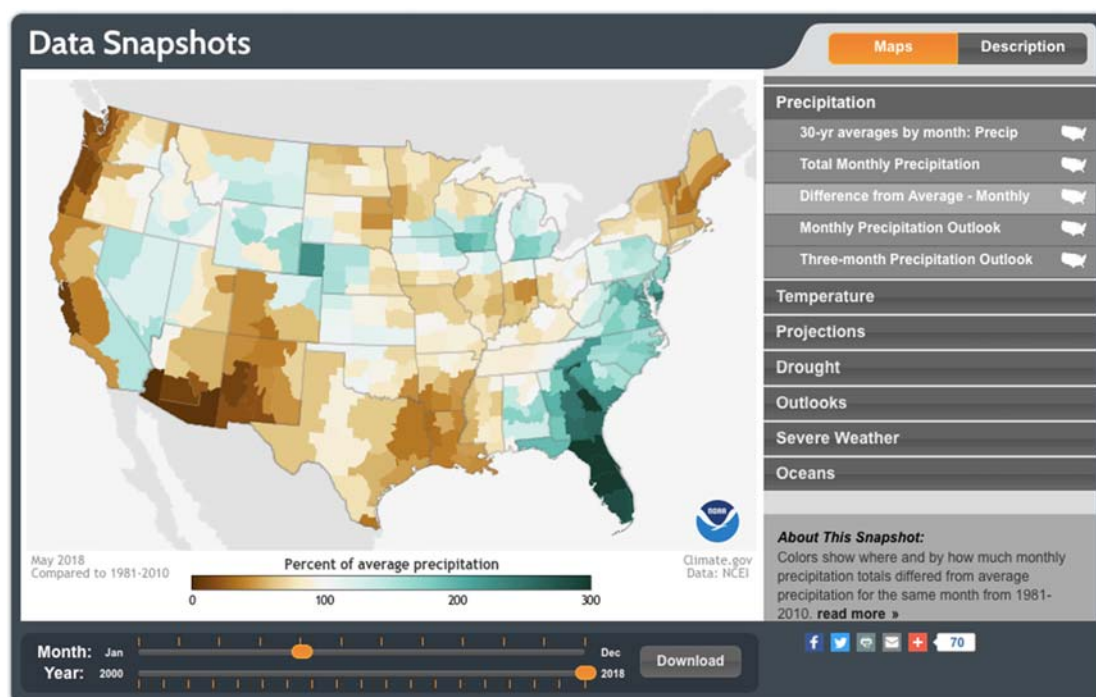 Data Snapshots
Maps
Description
Precipitation
30-yr averages by month: Precip
Total Monthly Precipitation
Difference from Average - Monthly
Monthly Precipitation Outlook
Three-month Precipitation Outlook
Temperature
Projections
Drought
Outlooks
Severe Weather
Oceans
NOAA
May 2018
Compared to 1981-2010
Percent of average precipitation
0 100 200 300
Climate.gov
Data: NCEI
About This Snapshot:
Colors show where and by how much monthly
precipitation totals differed from average
precipitation for the same month from 1981-
2010. read more »
Month: Jan Dec
Year: 2000 2018
Download
70